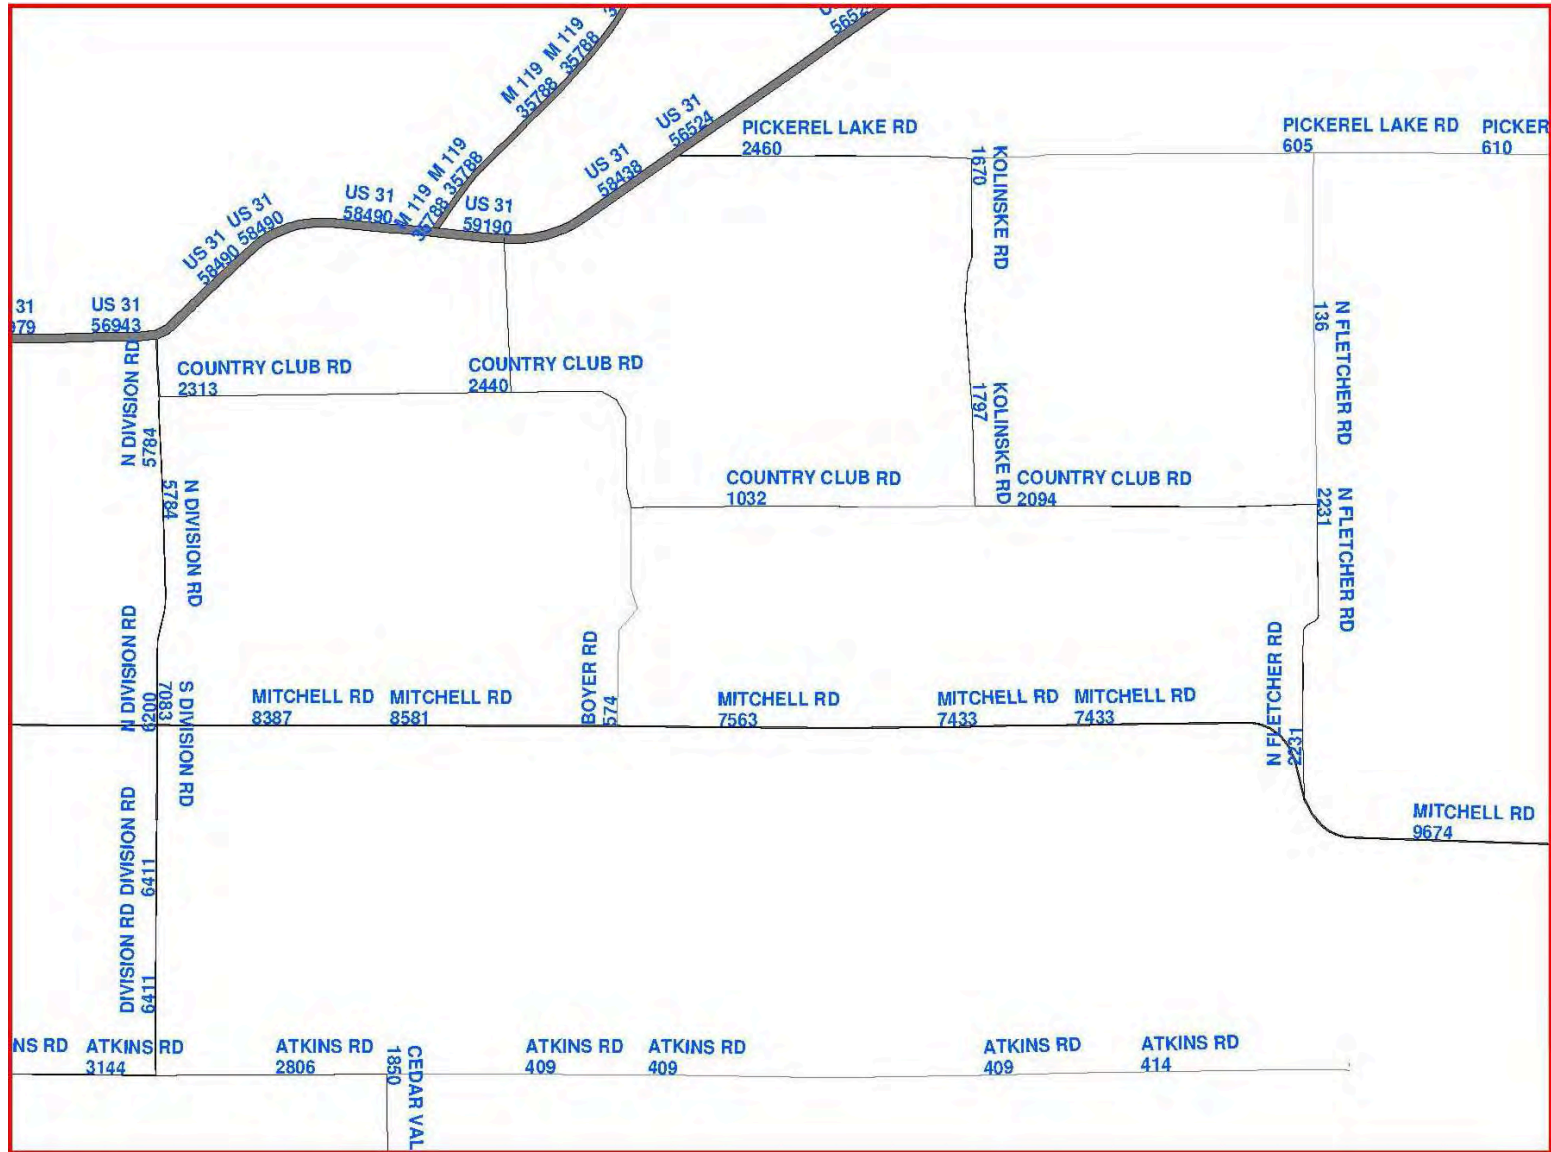 M 119
35788
M 119
35788
US 31
56524
US 31
58438
M 119
35788
M 119
35788
US 31
58490
US 31
59190
US 31
58490
US 31
58490
31
US 31
56943
PICKEREL LAKE RD
2460
PICKEREL LAKE RD
605
PICKER
610
KOLINSKE RD
1670
N FLETCHER RD
136
COUNTRY CLUB RD
2313
COUNTRY CLUB RD
2440
N DIVISION RD
5784
KOLINSKE RD
1797
COUNTRY CLUB RD
1032
COUNTRY CLUB RD
2094
N DIVISION RD
5784
N FLETCHER RD
2231
N DIVISION RD
6200
S DIVISION RD
7083
MITCHELL RD
8387
MITCHELL RD
8581
BOYER RD
574
MITCHELL RD
7563
MITCHELL RD
7433
MITCHELL RD
7433
N FLETCHER RD
2231
MITCHELL RD
9674
DIVISION RD
6411
DIVISION RD
6411
NS RD
ATKINS RD
3144
ATKINS RD
2806
CEDAR VAL
1850
ATKINS RD
409
ATKINS RD
409
ATKINS RD
409
ATKINS RD
414